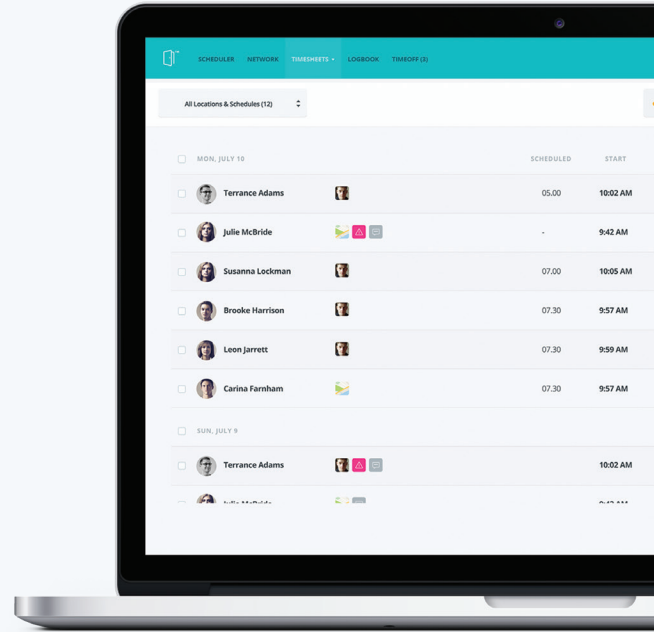 SCHEDULER NETWORK TIMESHEETS LOGBOOK TIMEOFF (3)
All Locations & Schedules (12)
MON, JULY 10 SCHEDULED START
Terrance Adams 05.00 10:02 AM
Julie McBride - 9:42 AM
Susanna Lockman 07.00 10:05 AM
Brooke Harrison 07.30 9:57 AM
Leon Jarrett 07.30 9:59 AM
Carina Farnham 07.30 9:57 AM
SUN, JULY 9
Terrance Adams 10:02 AM
Julie McBride